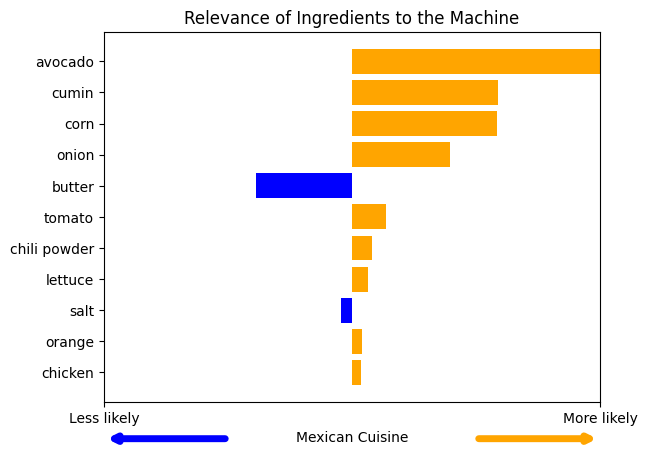 Relevance of Ingredients to the Machine
avocado
cumin
corn
onion
butter
tomato
chili powder
lettuce
salt
orange
chicken
Less likely
More likely
Mexican Cuisine